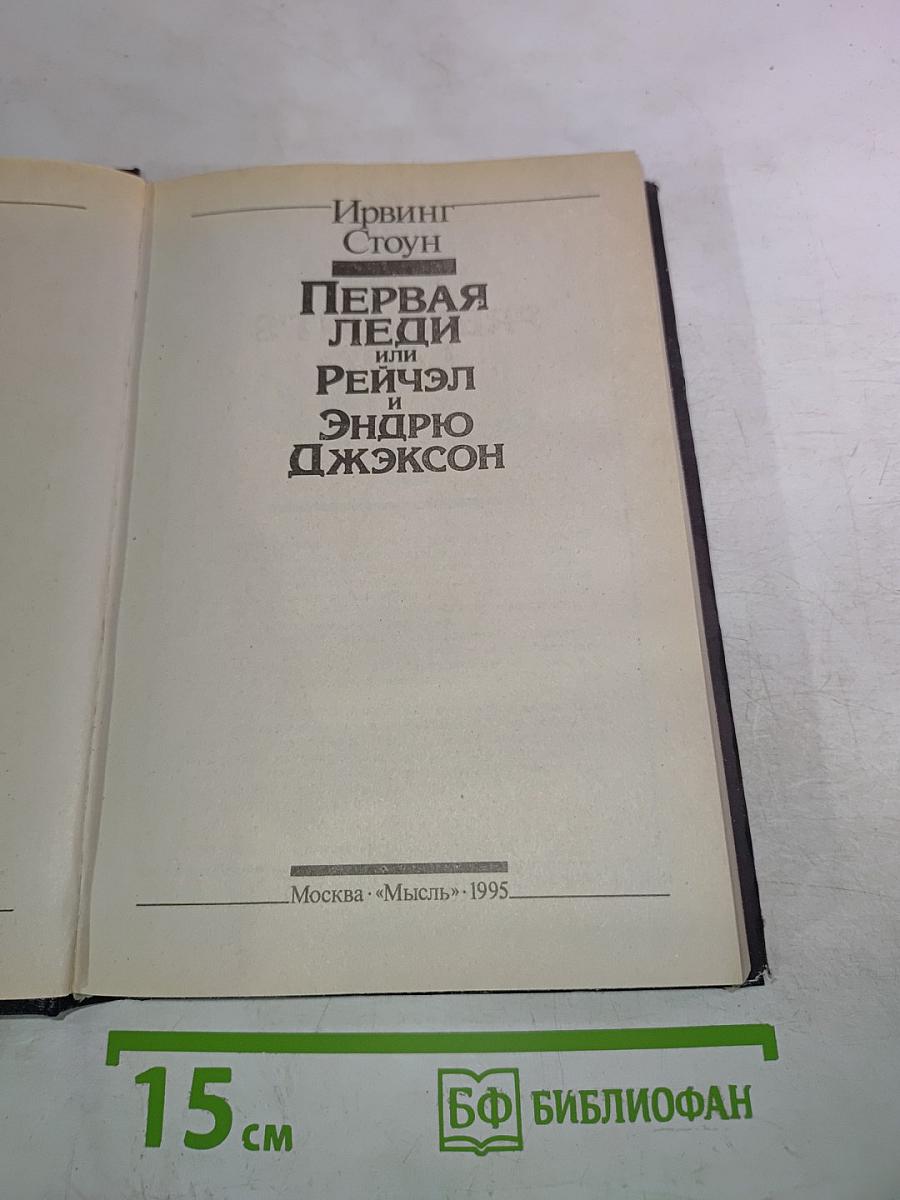 Ирвинг
Стоун
Первая
леди
или
Рейчэл
и
Эндрю
Джэксон
Москва · «Мысль» · 1995
15 см
БФ БИБЛИОФАН